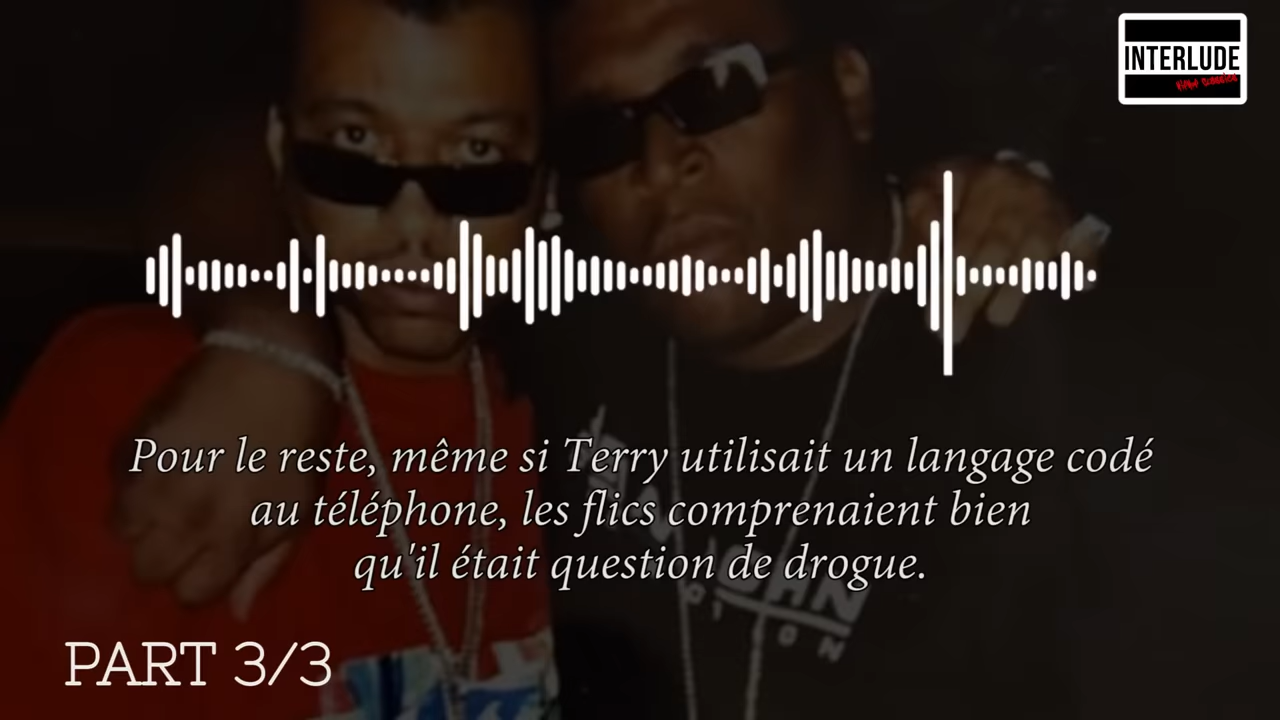 INTERLUDE
Pour le reste, même si Terry utilisait un langage codé
au téléphone, les flics comprenaient bien
qu'il était question de drogue.
PART 3/3